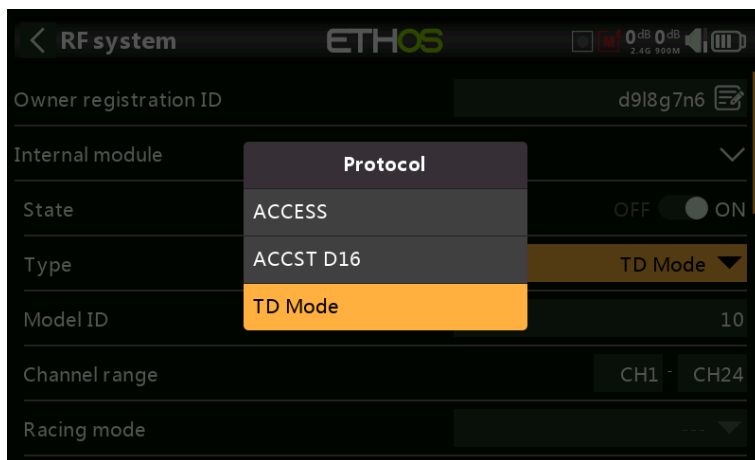 RF system ETHOS 0dB 0dB
2.4G 900M
Owner registration ID d9l8g7n6
Internal module
Protocol
State OFF ON
ACCESS
ACCST D16
Type TD Mode
TD Mode
Model ID 10
Channel range CH1 - CH24
Racing mode ---